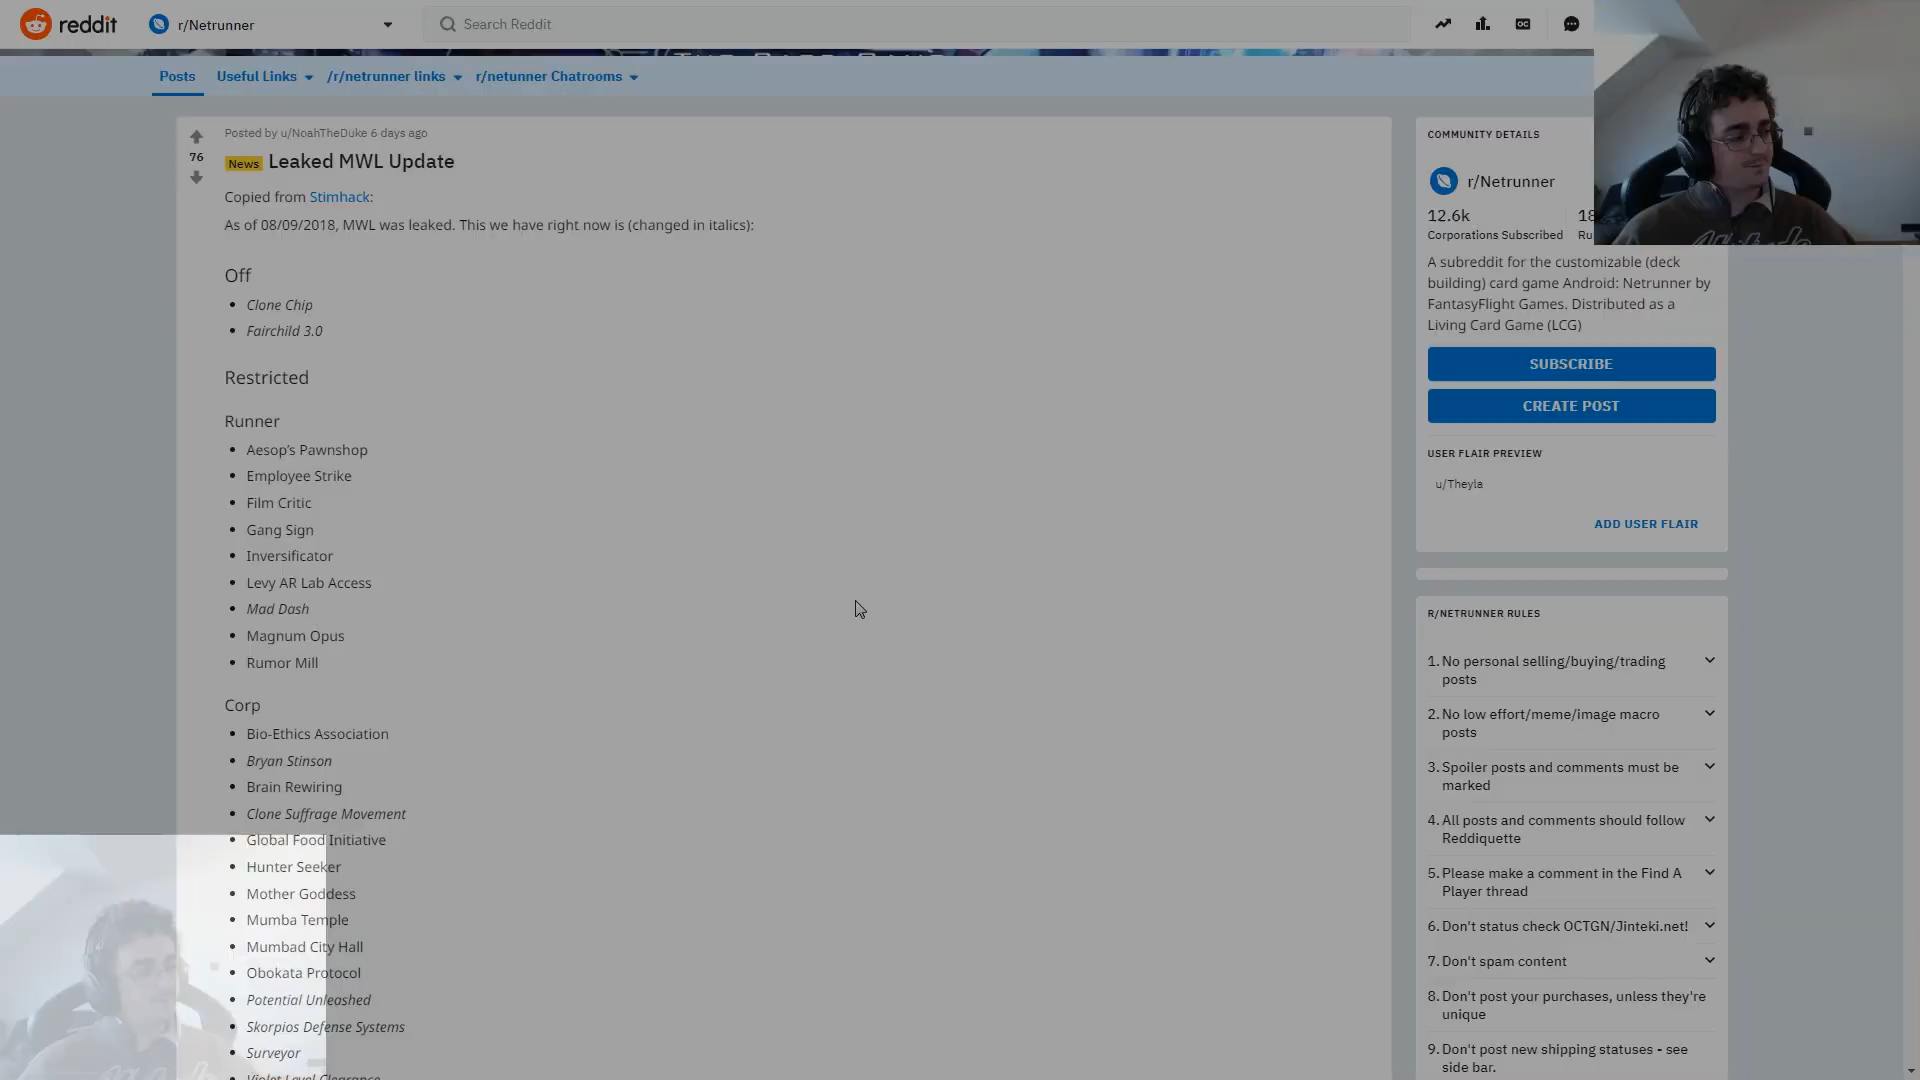 reddit
r/Netrunner
Search Reddit
Posts
Useful Links
/r/netrunner links
r/netunner Chatrooms
Posted by u/NoahTheDuke 6 days ago
76
News Leaked MWL Update
Copied from Stimhack:
As of 08/09/2018, MWL was leaked. This we have right now is (changed in italics):
Off
Clone Chip
Fairchild 3.0
Restricted
Runner
Aesop's Pawnshop
Employee Strike
Film Critic
Gang Sign
Inversificator
Levy AR Lab Access
Mad Dash
Magnum Opus
Rumor Mill
Corp
Bio-Ethics Association
Bryan Stinson
Brain Rewiring
Clone Suffrage Movement
Global Food Initiative
Hunter Seeker
Mother Goddess
Mumba Temple
Mumbad City Hall
Obokata Protocol
Potential Unleashed
Skorpios Defense Systems
Surveyor
Violet Level Clearance
COMMUNITY DETAILS
r/Netrunner
12.6k
Corporations Subscribed
A subreddit for the customizable (deck
building) card game Android: Netrunner by
FantasyFlight Games. Distributed as a
Living Card Game (LCG)
SUBSCRIBE
CREATE POST
USER FLAIR PREVIEW
u/Theyla
ADD USER FLAIR
R/NETRUNNER RULES
1. No personal selling/buying/trading
posts
2. No low effort/meme/image macro
posts
3. Spoiler posts and comments must be
marked
4. All posts and comments should follow
Reddiquette
5. Please make a comment in the Find A
Player thread
6. Don't status check OCTGN/Jinteki.net!
7. Don't spam content
8. Don't post your purchases, unless they're
unique
9. Don't post new shipping statuses - see
side bar.